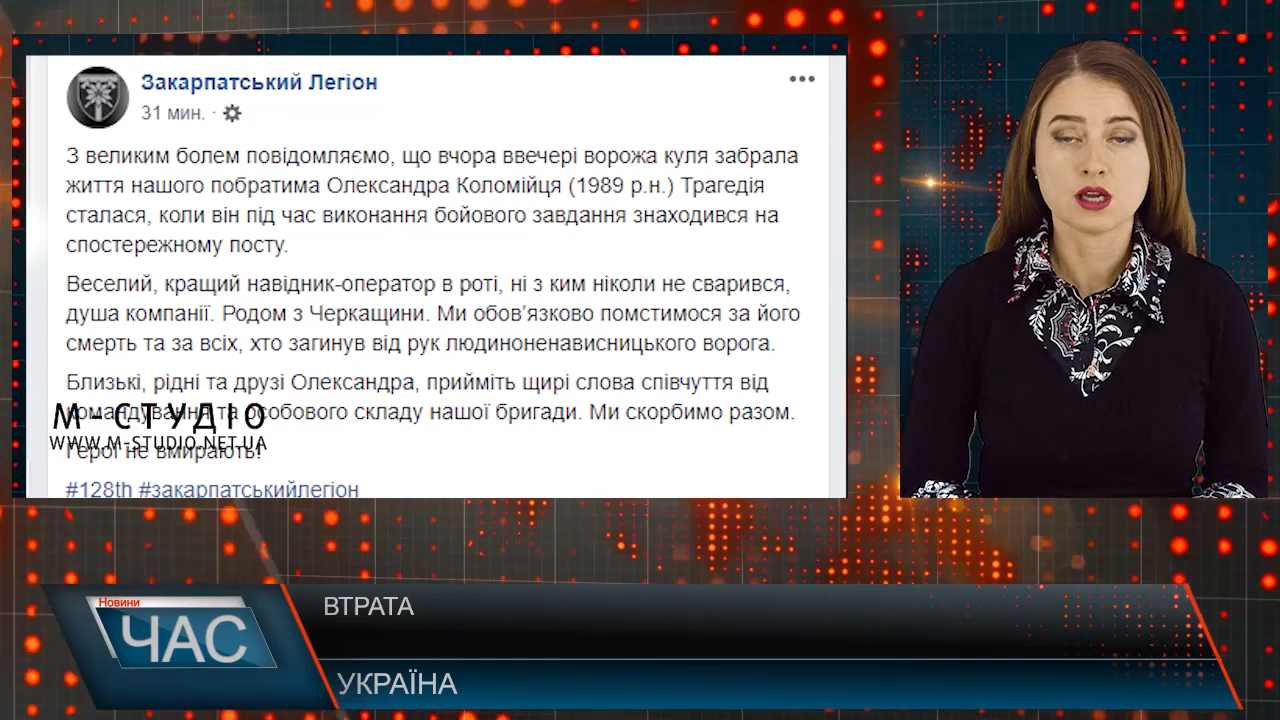 Закарпатський Легіон
31 мин.
З великим болем повідомляємо, що вчора ввечері ворожа куля забрала
життя нашого побратима Олександра Коломійця (1989 р.н.) Трагедія
сталася, коли він під час виконання бойового завдання знаходився на
спостережному посту.
Веселий, кращий навідник-оператор в роті, ні з ким ніколи не сварився,
душа компанії. Родом з Черкащини. Ми обов’язково помстимося за його
смерть та за всіх, хто загинув від рук людиноненависницького ворога.
Близькі, рідні та друзі Олександра, прийміть щирі слова співчуття від
командування та особового складу нашої бригади. Ми скорбимо разом.
М-СТУДІО
WWW.M-STUDIO.NET.UA
Герої не вмирають!
#128th #закарпатськийлегіон
Новини
ЧАС
ВТРАТА
УКРАЇНА